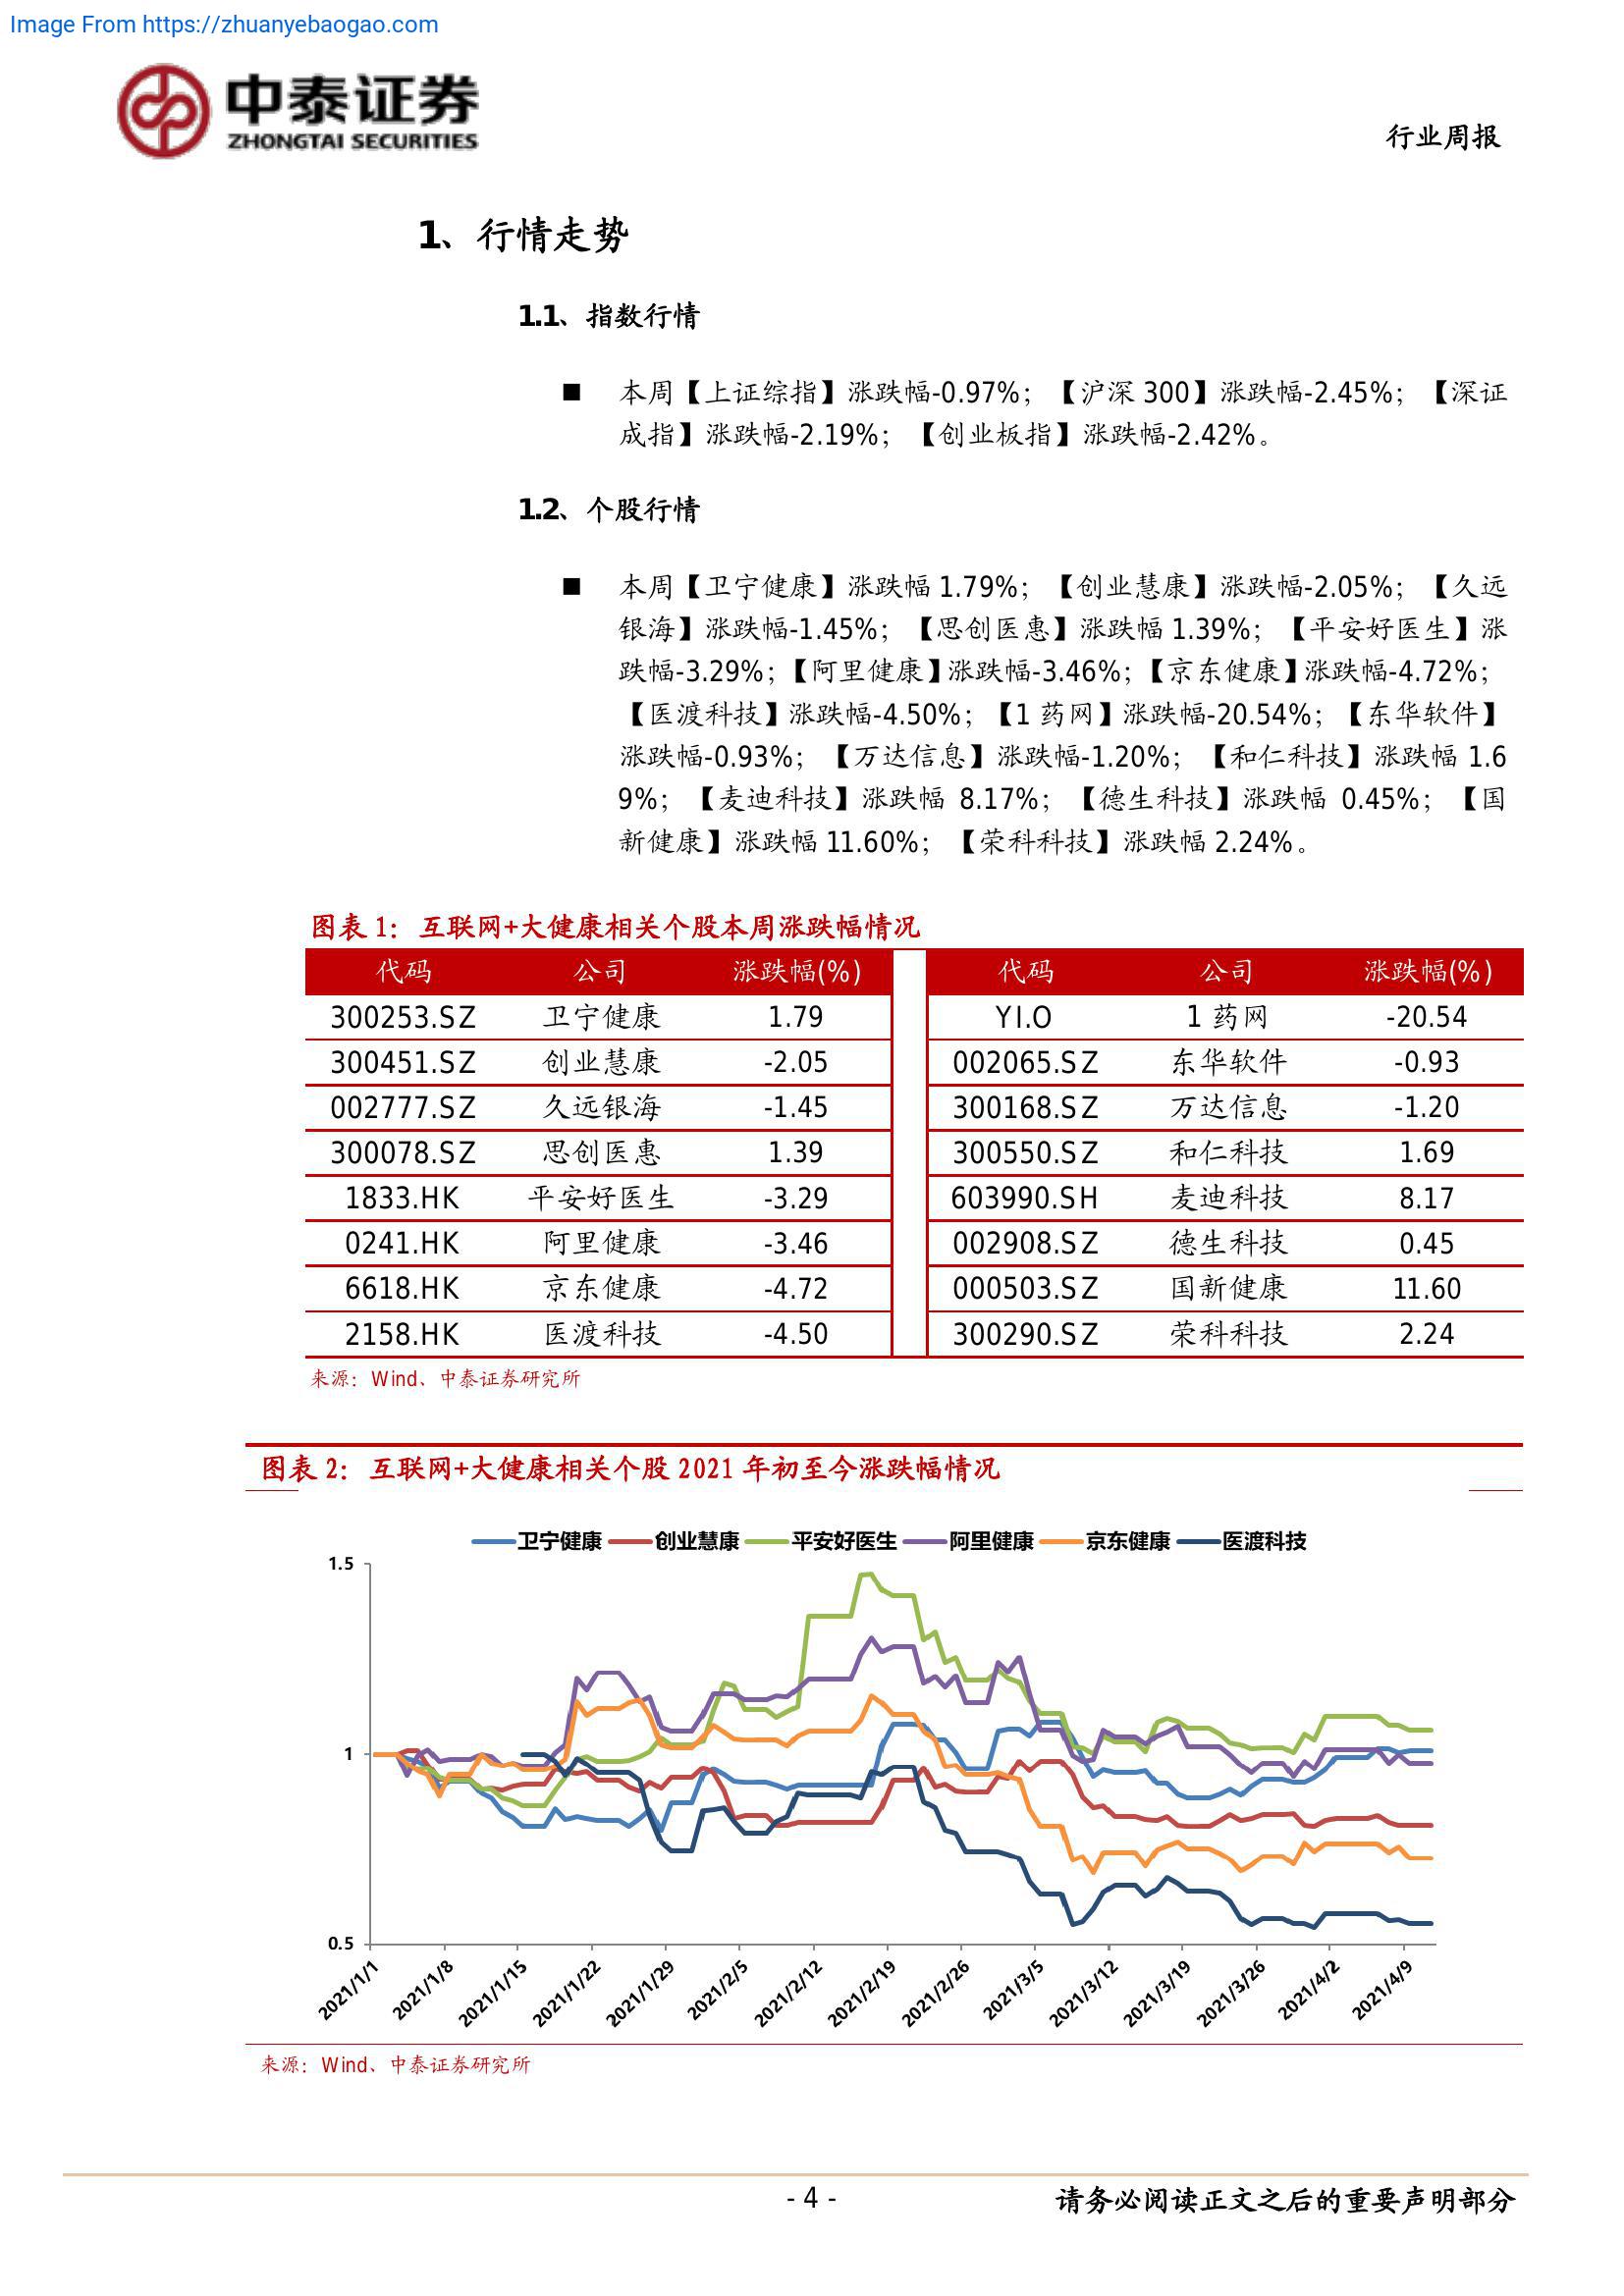 Image From https://zhuanyebaogao.com
中泰证券
ZHONGTAI SECURITIES
行业周报
1、行情走势
1.1、指数行情
■ 本周【上证综指】涨跌幅-0.97%；【沪深 300】涨跌幅-2.45%；【深证
成指】涨跌幅-2.19%；【创业板指】涨跌幅-2.42%。
1.2、个股行情
■ 本周【卫宁健康】涨跌幅 1.79%；【创业慧康】涨跌幅-2.05%；【久远
银海】涨跌幅-1.45%；【思创医惠】涨跌幅 1.39%；【平安好医生】涨
跌幅-3.29%；【阿里健康】涨跌幅-3.46%；【京东健康】涨跌幅-4.72%；
【医渡科技】涨跌幅-4.50%；【1 药网】涨跌幅-20.54%；【东华软件】
涨跌幅-0.93%；【万达信息】涨跌幅-1.20%；【和仁科技】涨跌幅 1.6
9%；【麦迪科技】涨跌幅 8.17%；【德生科技】涨跌幅 0.45%；【国
新健康】涨跌幅 11.60%；【荣科科技】涨跌幅 2.24%。
图表 1：互联网+大健康相关个股本周涨跌幅情况
代码 公司 涨跌幅(%) 代码 公司 涨跌幅(%)
300253.SZ 卫宁健康 1.79 YI.O 1 药网 -20.54
300451.SZ 创业慧康 -2.05 002065.SZ 东华软件 -0.93
002777.SZ 久远银海 -1.45 300168.SZ 万达信息 -1.20
300078.SZ 思创医惠 1.39 300550.SZ 和仁科技 1.69
1833.HK 平安好医生 -3.29 603990.SH 麦迪科技 8.17
0241.HK 阿里健康 -3.46 002908.SZ 德生科技 0.45
6618.HK 京东健康 -4.72 000503.SZ 国新健康 11.60
2158.HK 医渡科技 -4.50 300290.SZ 荣科科技 2.24
来源：Wind、中泰证券研究所
图表 2：互联网+大健康相关个股 2021 年初至今涨跌幅情况
卫宁健康 创业慧康 平安好医生 阿里健康 京东健康 医渡科技
1.5
1
0.5
2021/1/1 2021/1/8 2021/1/15 2021/1/22 2021/1/29 2021/2/5 2021/2/12 2021/2/19 2021/2/26 2021/3/5 2021/3/12 2021/3/19 2021/3/26 2021/4/2 2021/4/9
来源：Wind、中泰证券研究所
- 4 -
请务必阅读正文之后的重要声明部分